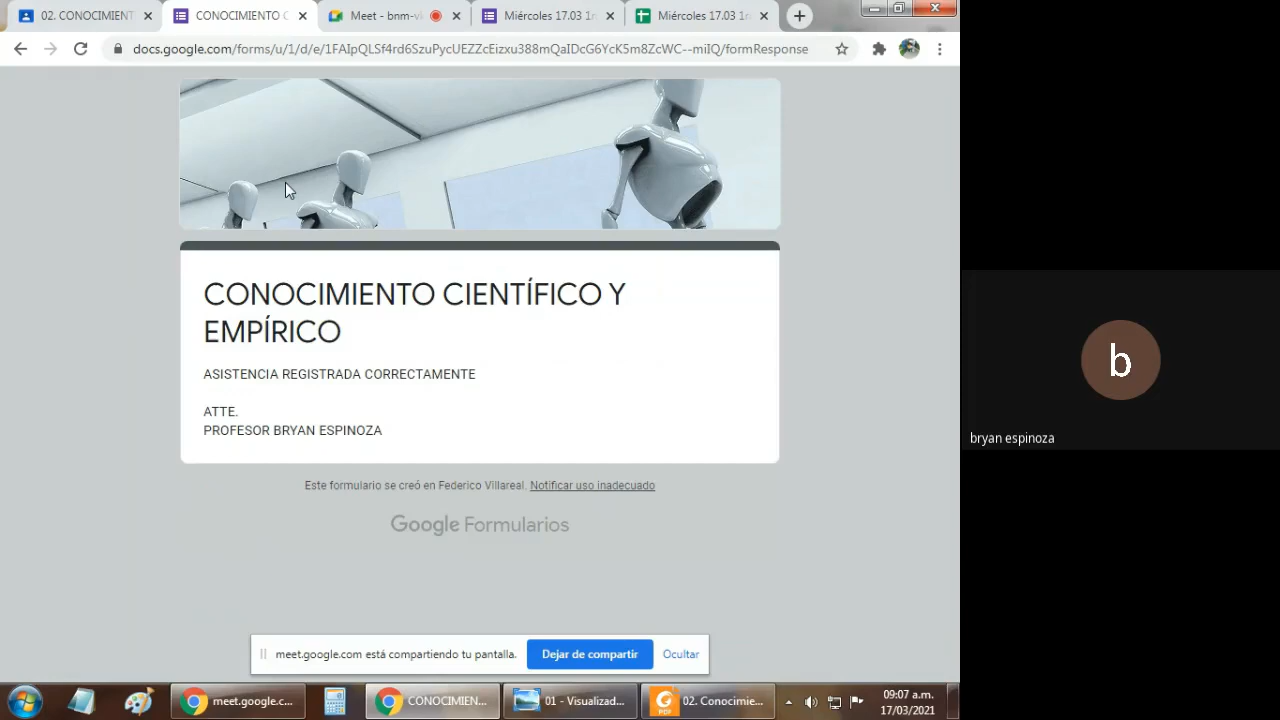 02. CONOCIMIENT
CONOCIMIENTO C
Meet - bnm-v
Miércoles 17.03 1
Miércoles 17.03 1
docs.google.com/forms/u/1/d/e/1FAIpQLSf4rd6SzuPycUEZZcEizxu388mQaIDcG6YcK5m8ZcWC--miIQ/formResponse
CONOCIMIENTO CIENTÍFICO Y
EMPÍRICO
ASISTENCIA REGISTRADA CORRECTAMENTE
ATTE.
PROFESOR BRYAN ESPINOZA
Este formulario se creó en Federico Villareal. Notificar uso inadecuado
Google Formularios
b
bryan espinoza
meet.google.com está compartiendo tu pantalla.
Dejar de compartir
Ocultar
meet.google.c...
CONOCIMIEN...
01 - Visualizad...
PDF
02. Conocimie...
09:07 a.m.
17/03/2021